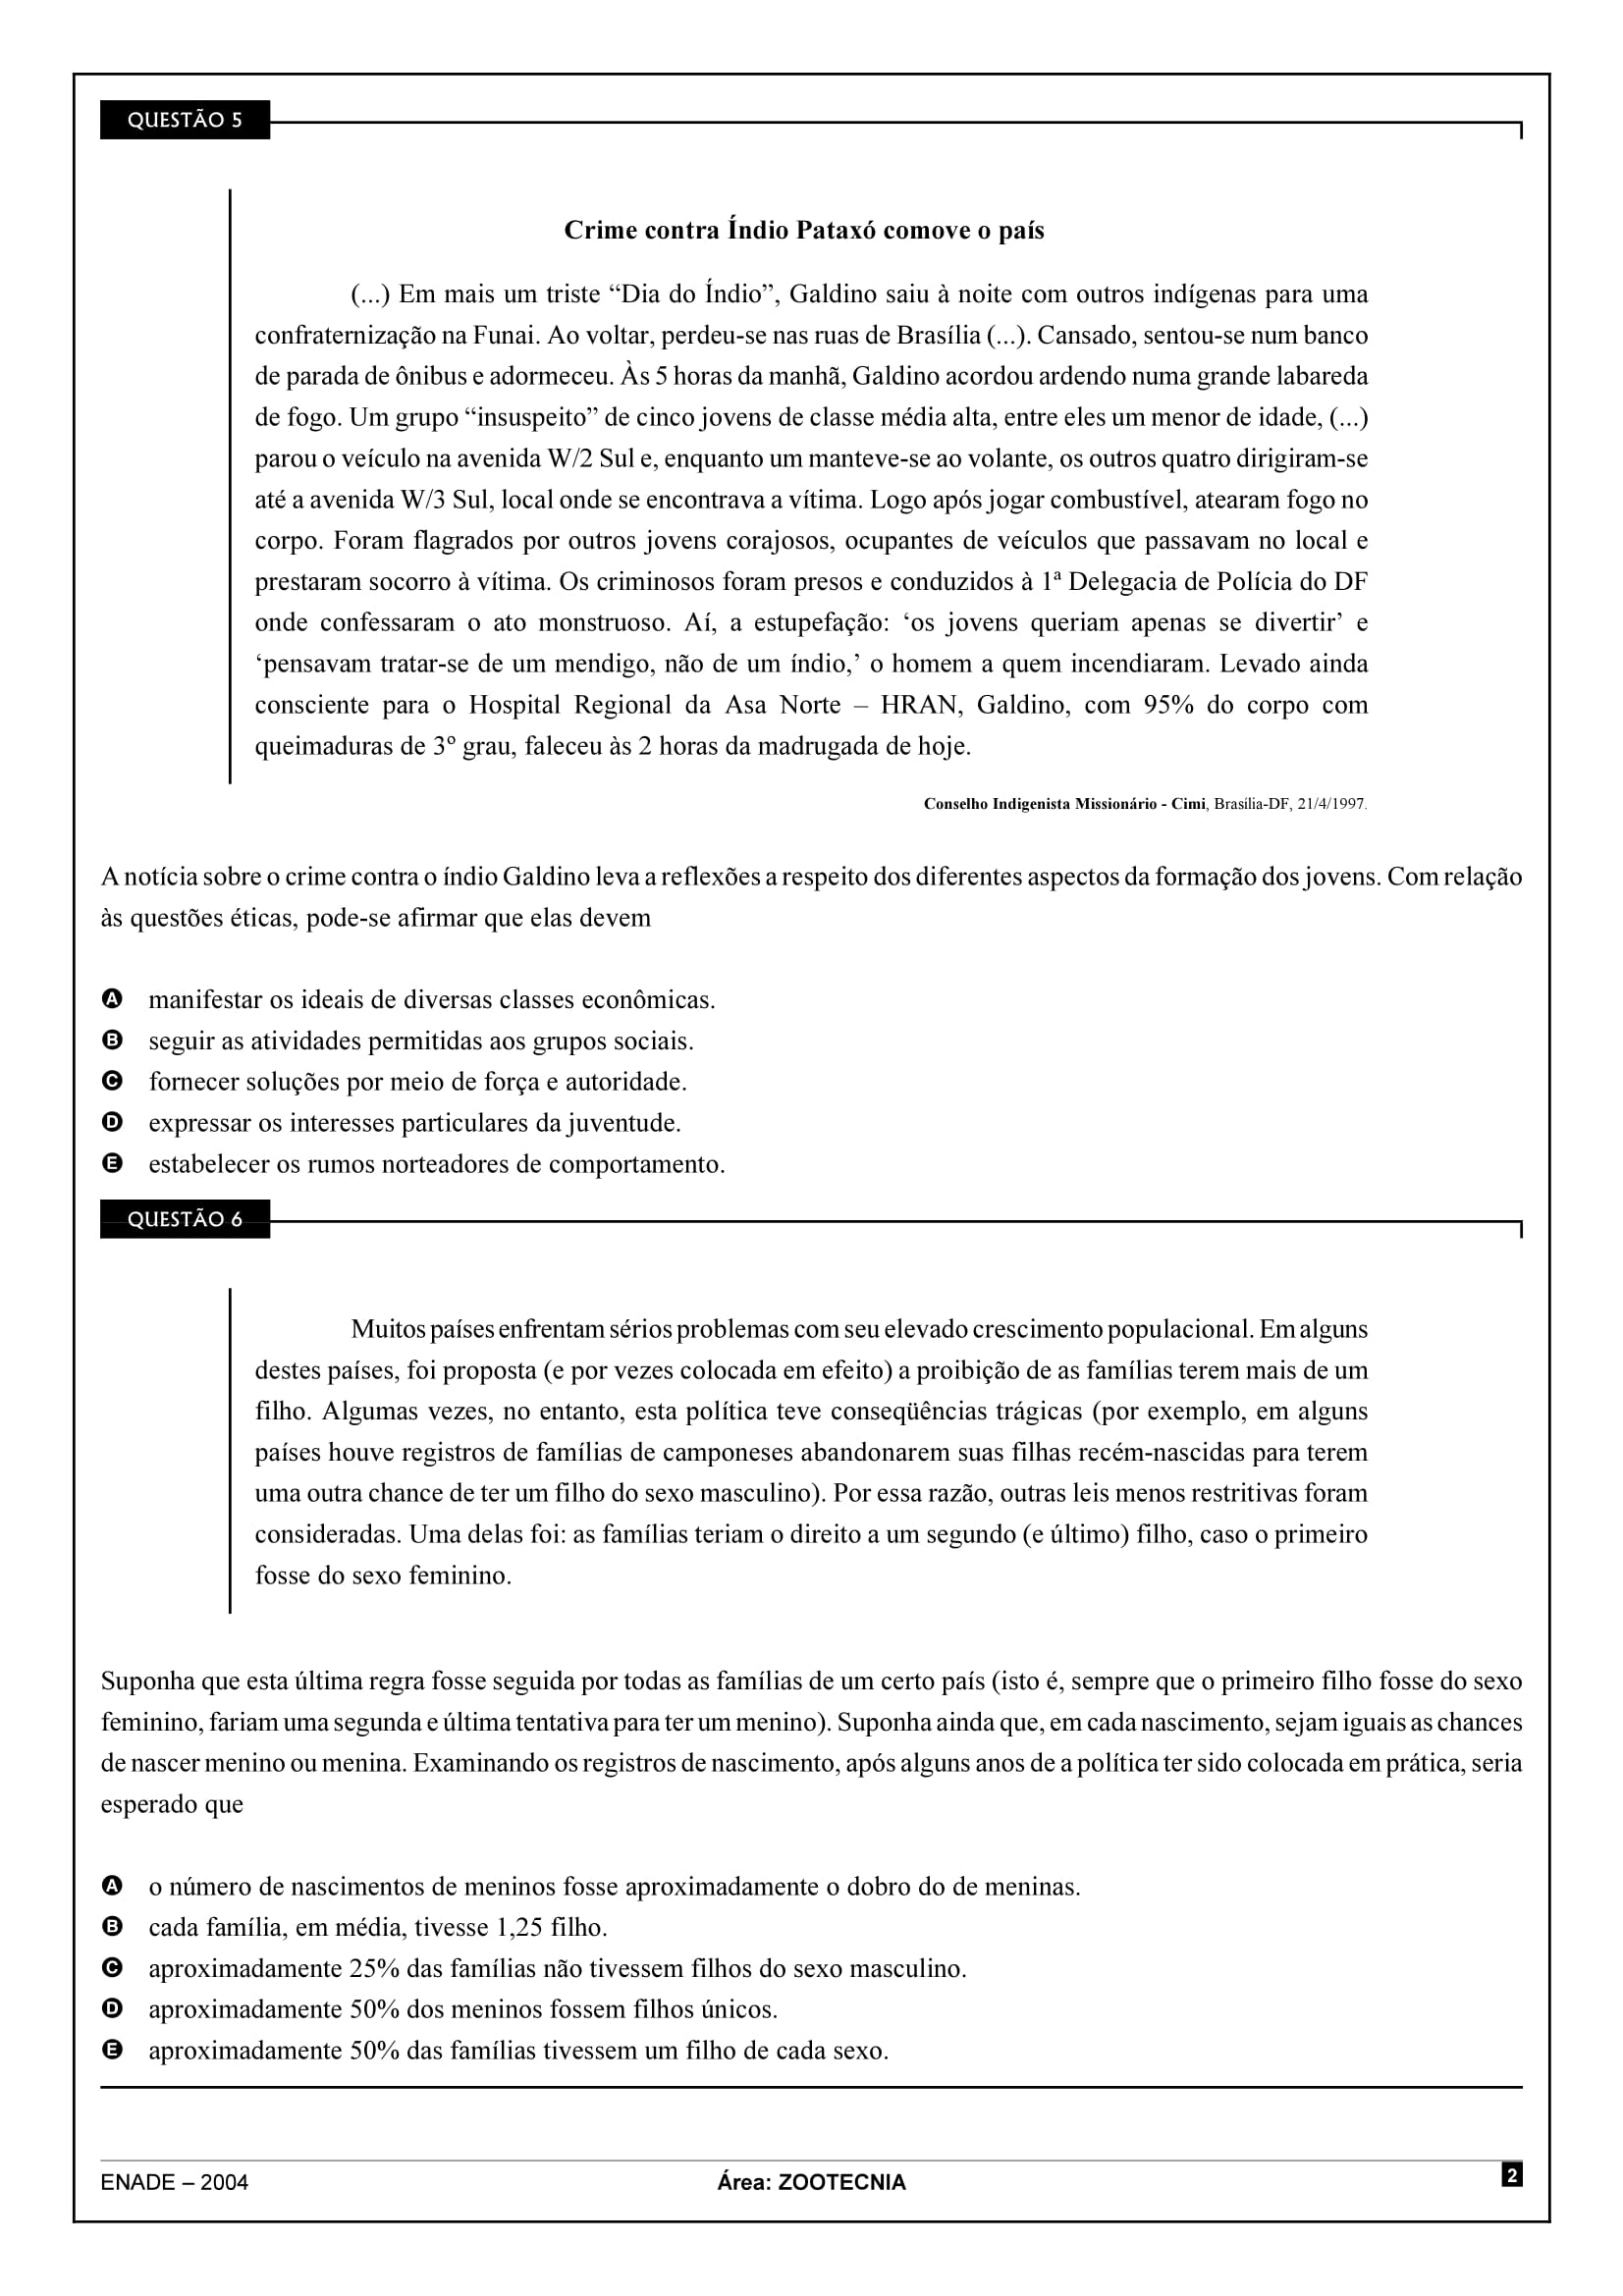 QUESTÃO 5
Crime contra Índio Pataxó comove o país
(...) Em mais um triste “Dia do Índio”, Galdino saiu à noite com outros indígenas para uma
confraternização na Funai. Ao voltar, perdeu-se nas ruas de Brasília (...). Cansado, sentou-se num banco
de parada de ônibus e adormeceu. Às 5 horas da manhã, Galdino acordou ardendo numa grande labareda
de fogo. Um grupo “insuspeito” de cinco jovens de classe média alta, entre eles um menor de idade, (...)
parou o veículo na avenida W/2 Sul e, enquanto um manteve-se ao volante, os outros quatro dirigiram-se
até a avenida W/3 Sul, local onde se encontrava a vítima. Logo após jogar combustível, atearam fogo no
corpo. Foram flagrados por outros jovens corajosos, ocupantes de veículos que passavam no local e
prestaram socorro à vítima. Os criminosos foram presos e conduzidos à 1ª Delegacia de Polícia do DF
onde confessaram o ato monstruoso. Aí, a estupefação: ‘os jovens queriam apenas se divertir’ e
‘pensavam tratar-se de um mendigo, não de um índio,’ o homem a quem incendiaram. Levado ainda
consciente para o Hospital Regional da Asa Norte – HRAN, Galdino, com 95% do corpo com
queimaduras de 3º grau, faleceu às 2 horas da madrugada de hoje.
Conselho Indigenista Missionário - Cimi, Brasília-DF, 21/4/1997.
A notícia sobre o crime contra o índio Galdino leva a reflexões a respeito dos diferentes aspectos da formação dos jovens. Com relação
às questões éticas, pode-se afirmar que elas devem
A manifestar os ideais de diversas classes econômicas.
B seguir as atividades permitidas aos grupos sociais.
C fornecer soluções por meio de força e autoridade.
D expressar os interesses particulares da juventude.
E estabelecer os rumos norteadores de comportamento.
QUESTÃO 6
Muitos países enfrentam sérios problemas com seu elevado crescimento populacional. Em alguns
destes países, foi proposta (e por vezes colocada em efeito) a proibição de as famílias terem mais de um
filho. Algumas vezes, no entanto, esta política teve conseqüências trágicas (por exemplo, em alguns
países houve registros de famílias de camponeses abandonarem suas filhas recém-nascidas para terem
uma outra chance de ter um filho do sexo masculino). Por essa razão, outras leis menos restritivas foram
consideradas. Uma delas foi: as famílias teriam o direito a um segundo (e último) filho, caso o primeiro
fosse do sexo feminino.
Suponha que esta última regra fosse seguida por todas as famílias de um certo país (isto é, sempre que o primeiro filho fosse do sexo
feminino, fariam uma segunda e última tentativa para ter um menino). Suponha ainda que, em cada nascimento, sejam iguais as chances
de nascer menino ou menina. Examinando os registros de nascimento, após alguns anos de a política ter sido colocada em prática, seria
esperado que
A o número de nascimentos de meninos fosse aproximadamente o dobro do de meninas.
B cada família, em média, tivesse 1,25 filho.
C aproximadamente 25% das famílias não tivessem filhos do sexo masculino.
D aproximadamente 50% dos meninos fossem filhos únicos.
E aproximadamente 50% das famílias tivessem um filho de cada sexo.
ENADE – 2004
Área: ZOOTECNIA
2